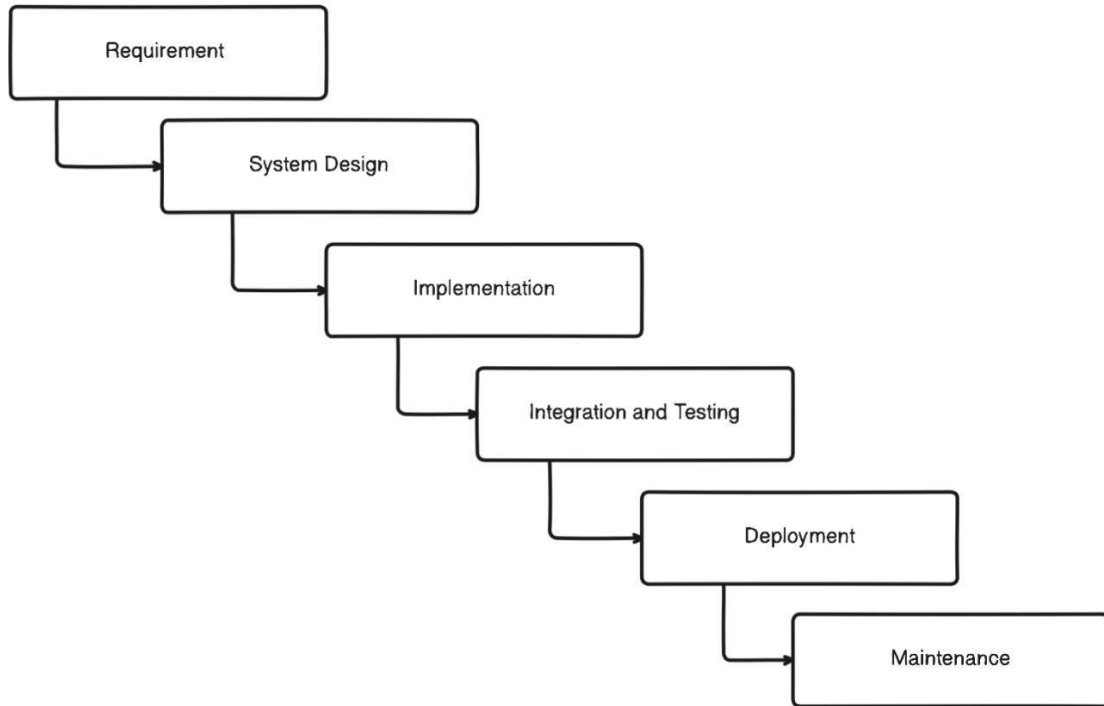 Requirement
System Design
Implementation
Integration and Testing
Deployment
Maintenance